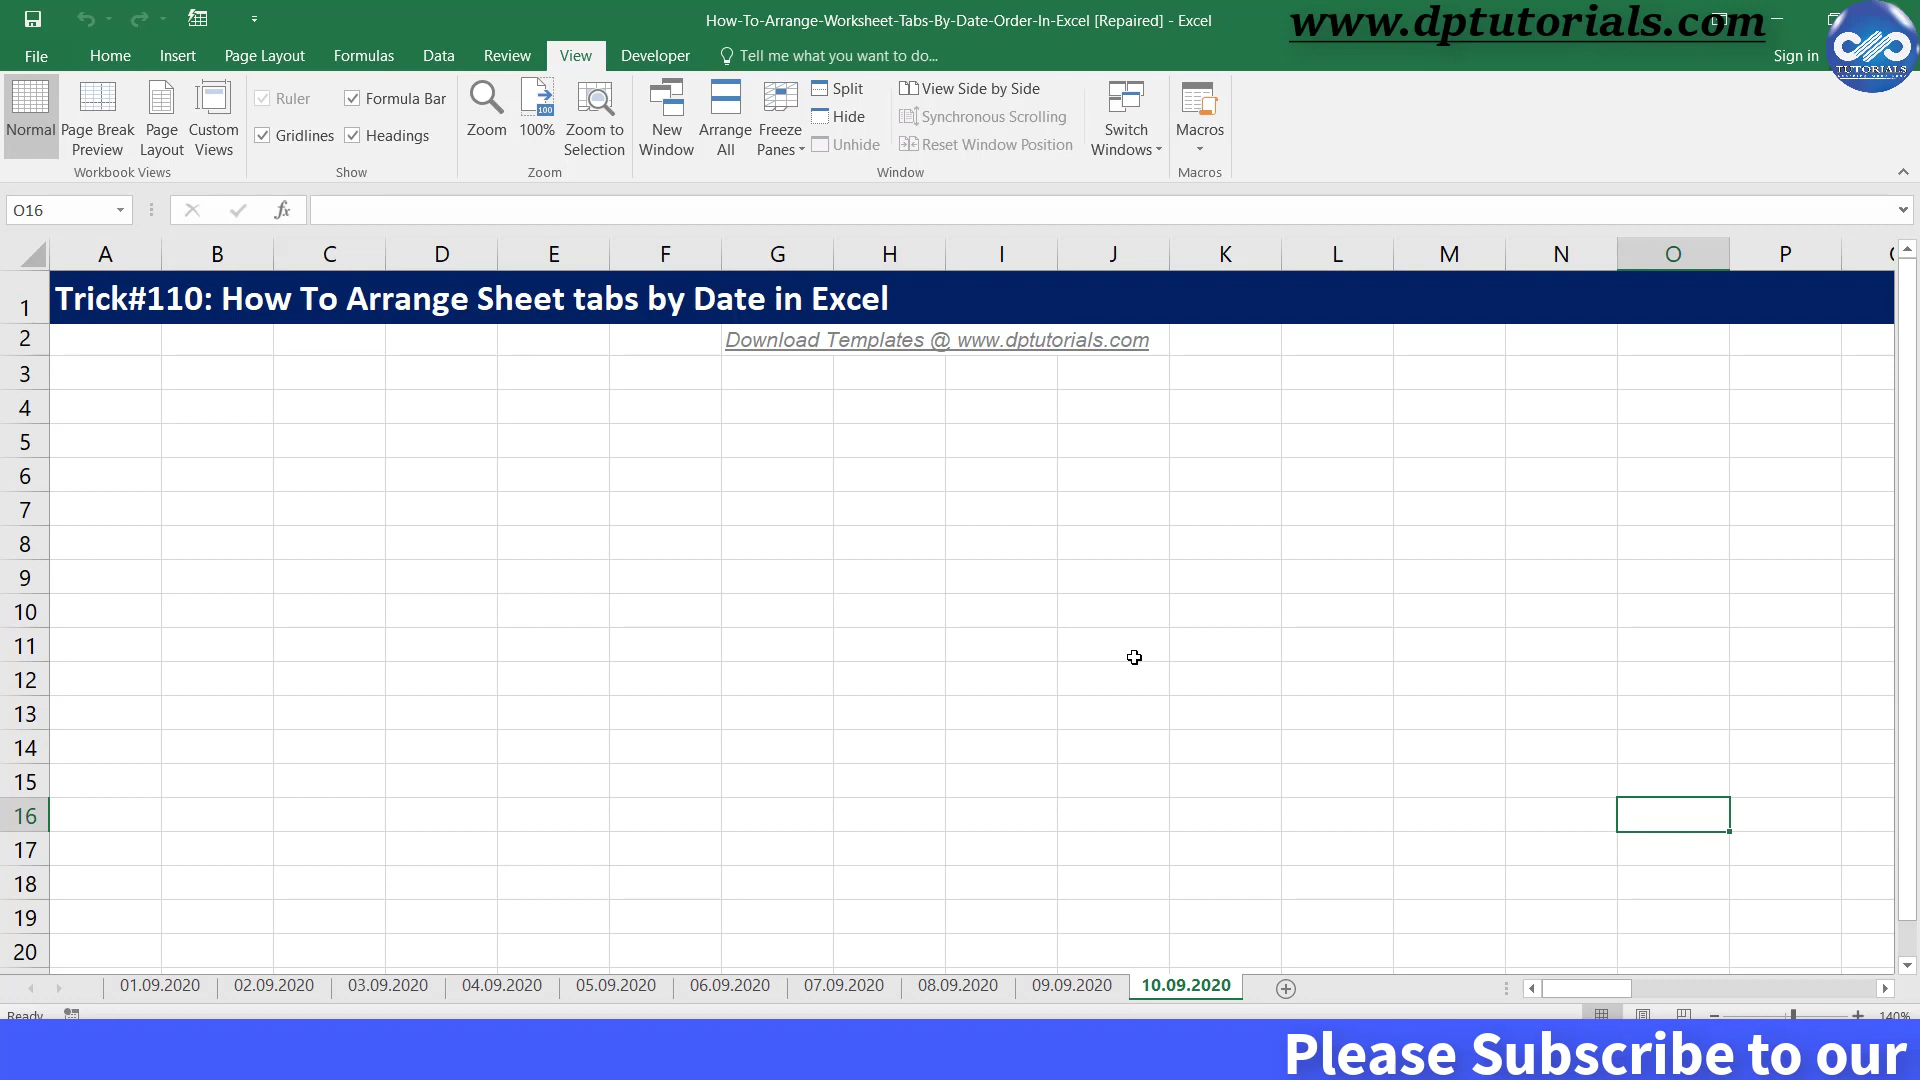 How-To-Arrange-Worksheet-Tabs-By-Date-Order-In-Excel [Repaired] - Excel
www.dptutorials.com
TUTORIALS
File Home Insert Page Layout Formulas Data Review View Developer Tell me what you want to do... Sign in
Normal
Page Break Preview
Page Layout
Custom Views
Workbook Views
Ruler
Formula Bar
Gridlines
Headings
Show
Zoom
100
100%
Zoom to Selection
Zoom
New Window
Arrange All
Freeze Panes
Split
Hide
Unhide
View Side by Side
Synchronous Scrolling
Reset Window Position
Switch Windows
Window
Macros
Macros
O16
fx
A B C D E F G H I J K L M N O P
1 Trick#110: How To Arrange Sheet tabs by Date in Excel
2 Download Templates @ www.dptutorials.com
3
4
5
6
7
8
9
10
11
12
13
14
15
16
17
18
19
20
01.09.2020 02.09.2020 03.09.2020 04.09.2020 05.09.2020 06.09.2020 07.09.2020 08.09.2020 09.09.2020 10.09.2020
Ready 140%
Please Subscribe to our